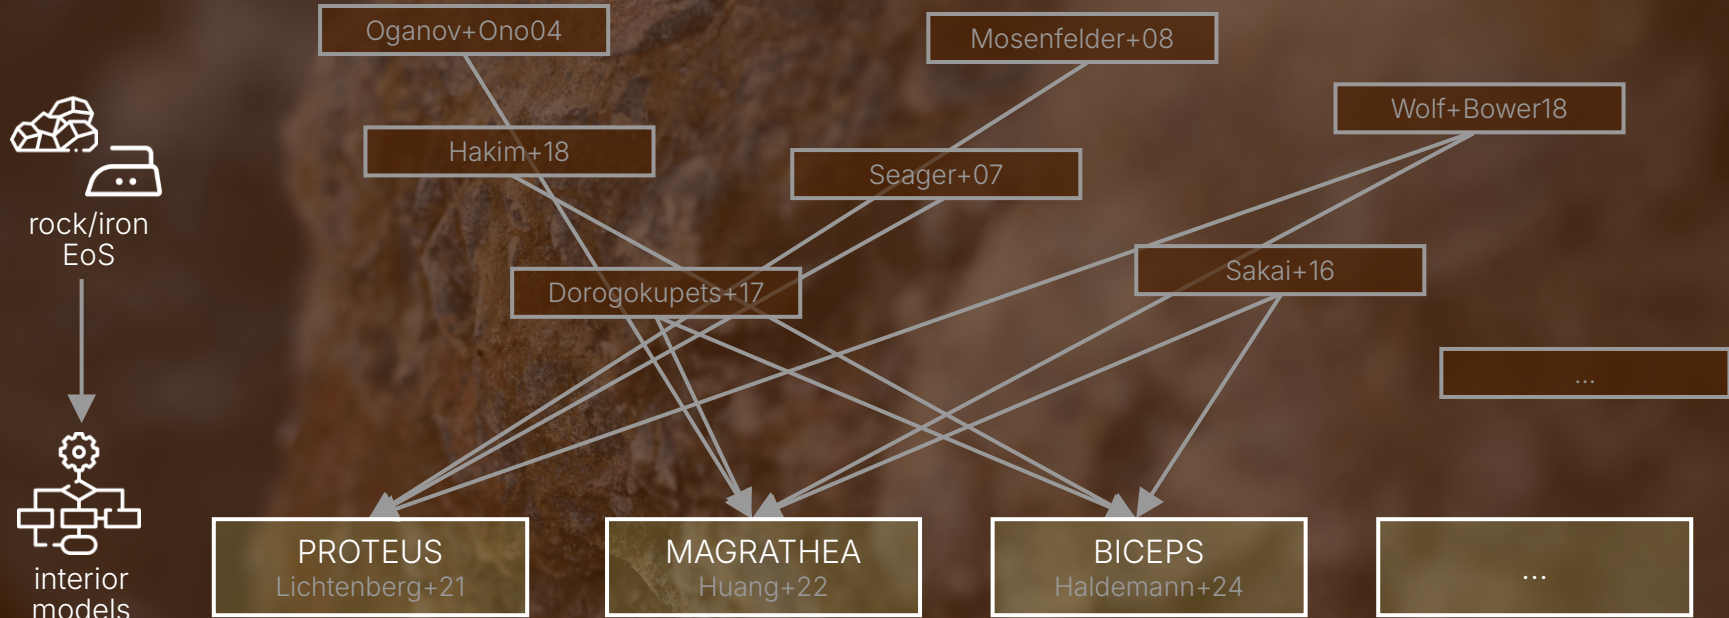 Oganov+Ono04
Mosenfelder+08
Wolf+Bower18
Hakim+18
Seager+07
rock/iron
EoS
Sakai+16
Dorogokupets+17
...
PROTEUS
Lichtenberg+21
MAGRATHEA
Huang+22
BICEPS
Haldemann+24
...
interior
models